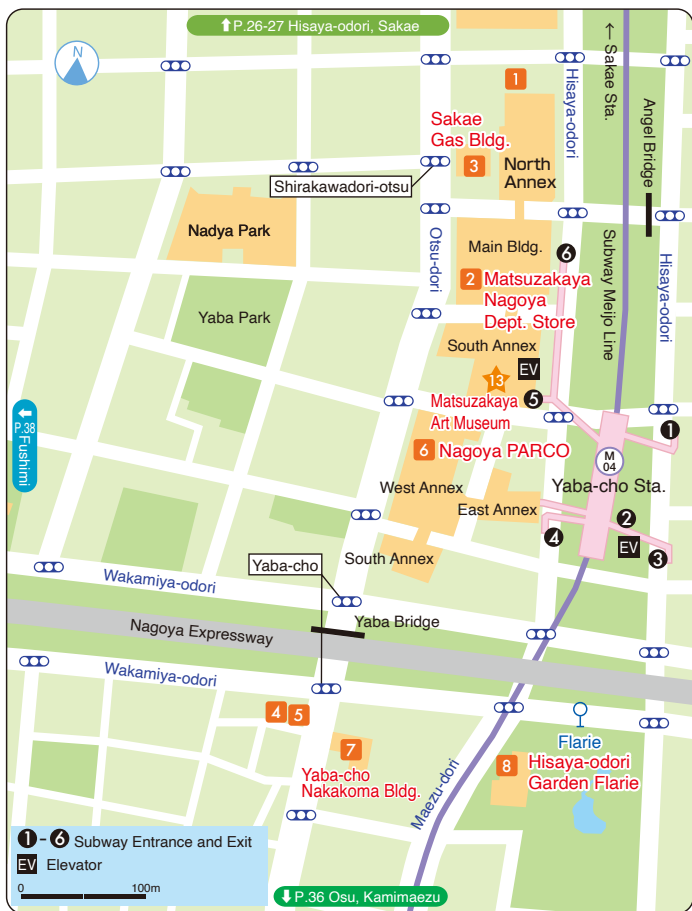 ↑P.26-27 Hisaya-odori, Sakae
N
← Sakae Sta.
1
Hisaya-odori
Angel Bridge
Sakae
Gas Bldg.
3
North
Annex
Shirakawadori-otsu
Nadya Park
Otsu-dori
Main Bldg.
6
2 Matsuzakaya
Nagoya
Dept. Store
Subway Meijo Line
Hisaya-odori
Yaba Park
South Annex
13
EV
5
Matsuzakaya
Art Museum
1
← P.38
Fushimi
6 Nagoya PARCO
M
04
Yaba-cho Sta.
West Annex
East Annex
2
4
EV
3
South Annex
Yaba-cho
Wakamiya-odori
Yaba Bridge
Nagoya Expressway
Wakamiya-odori
4
5
7
Yaba-cho
Nakakoma Bldg.
Maezu-dori
Flarie
8
Hisaya-odori
Garden Flarie
1 - 6 Subway Entrance and Exit
EV Elevator
0 100m
↓P.36 Osu, Kamimaezu